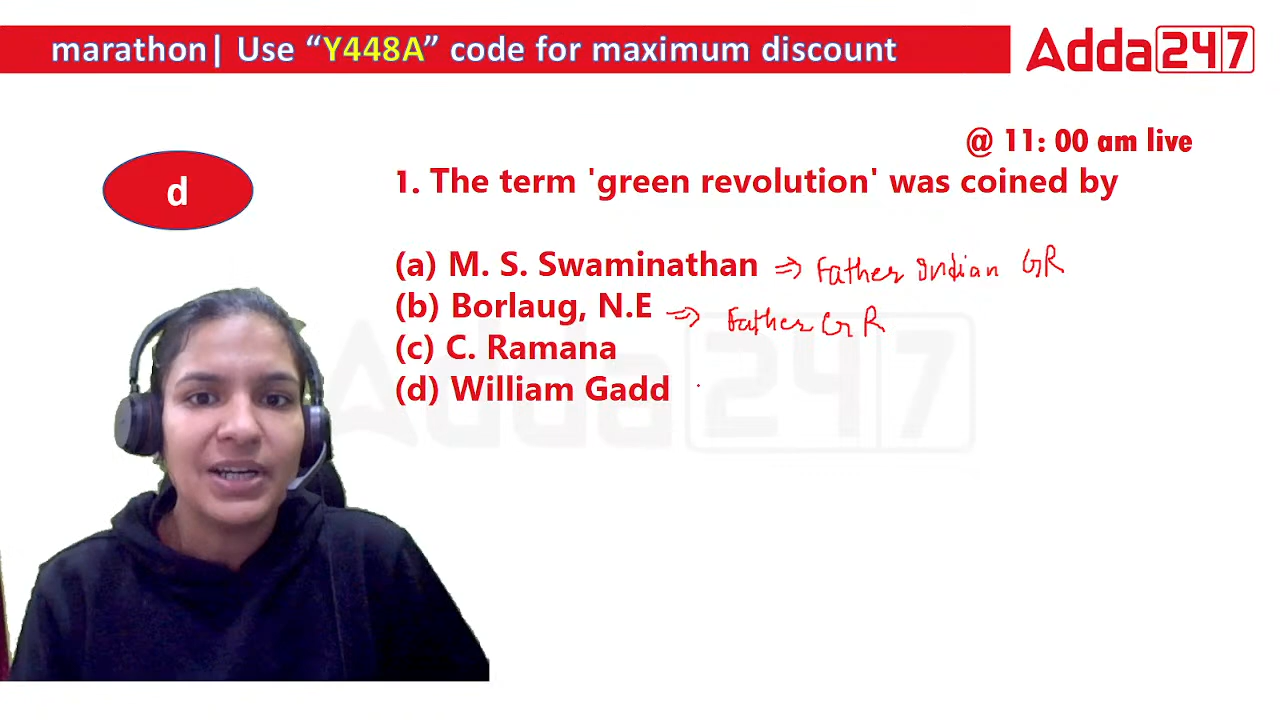 marathon| Use “Y448A” code for maximum discount
Adda247
@ 11: 00 am live
d
1. The term 'green revolution' was coined by
(a) M. S. Swaminathan ⇒ Father Indian GR
(b) Borlaug, N.E ⇒ Father G R
(c) C. Ramana
(d) William Gadd
Adda247